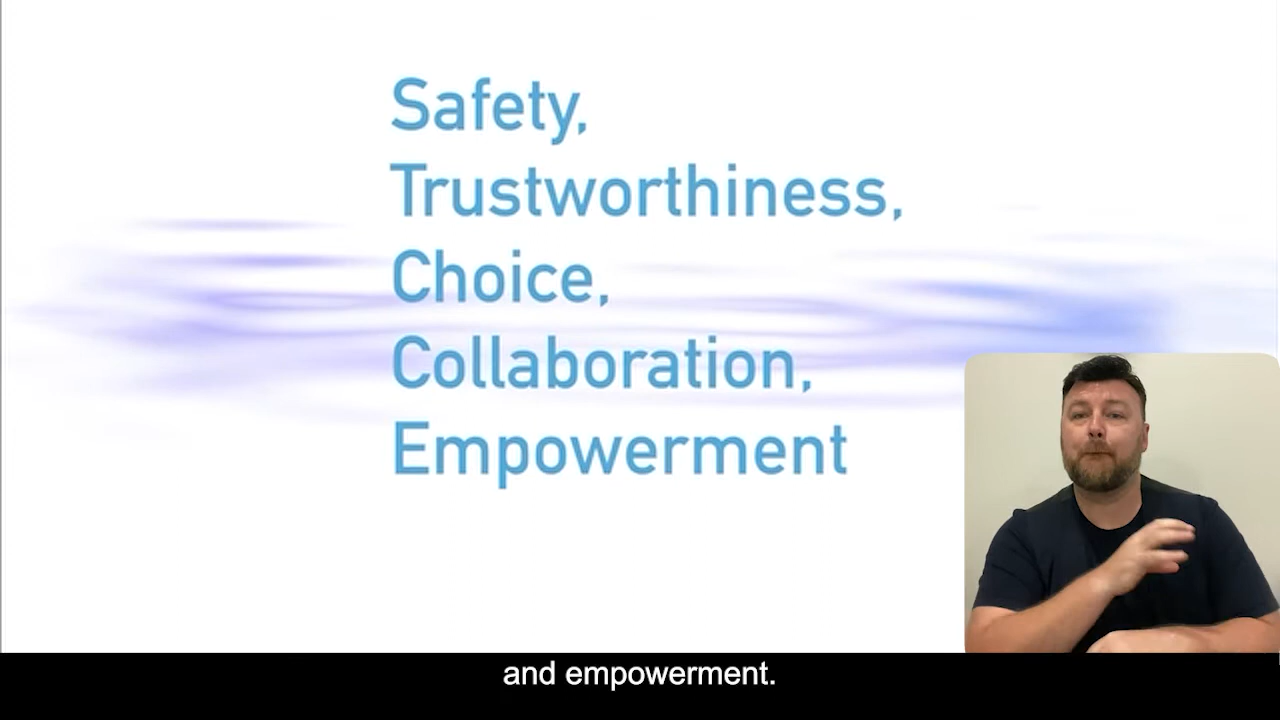 Safety,
Trustworthiness,
Choice,
Collaboration,
Empowerment
and empowerment.